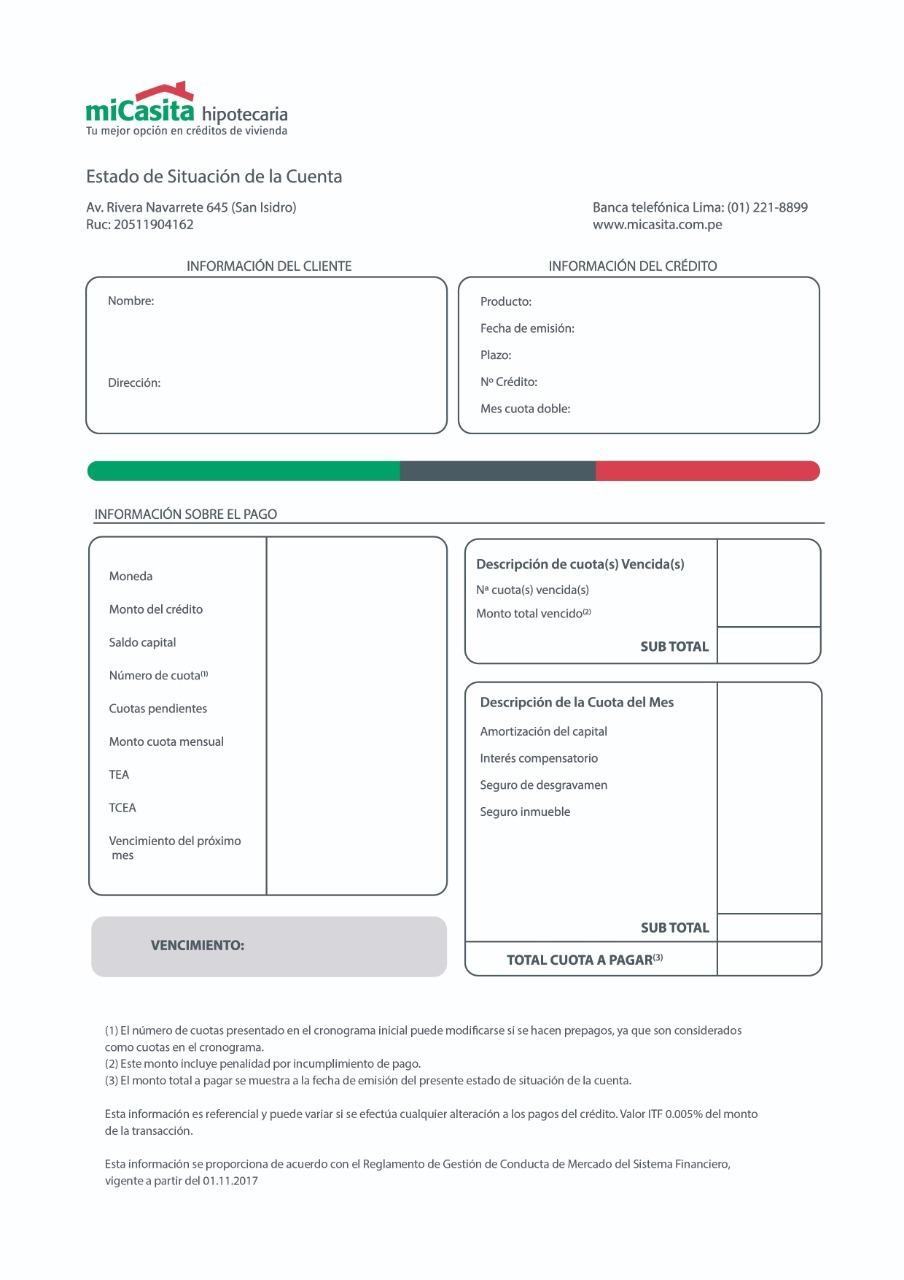 miCasita hipotecaria
Tu mejor opción en créditos de vivienda
Estado de Situación de la Cuenta
Av. Rivera Navarrete 645 (San Isidro)
Ruc: 20511904162
Banca telefónica Lima: (01) 221-8899
www.micasita.com.pe
INFORMACIÓN DEL CLIENTE
Nombre:
Dirección:
INFORMACIÓN DEL CRÉDITO
Producto:
Fecha de emisión:
Plazo:
Nº Crédito:
Mes cuota doble:
INFORMACIÓN SOBRE EL PAGO
Moneda
Monto del crédito
Saldo capital
Número de cuota(1)
Cuotas pendientes
Monto cuota mensual
TEA
TCEA
Vencimiento del próximo
mes
VENCIMIENTO:
Descripción de cuota(s) Vencida(s)
Nª cuota(s) vencida(s)
Monto total vencido(2)
SUB TOTAL
Descripción de la Cuota del Mes
Amortización del capital
Interés compensatorio
Seguro de desgravamen
Seguro inmueble
SUB TOTAL
TOTAL CUOTA A PAGAR(3)
(1) El número de cuotas presentado en el cronograma inicial puede modificarse si se hacen prepagos, ya que son considerados
como cuotas en el cronograma.
(2) Este monto incluye penalidad por incumplimiento de pago.
(3) El monto total a pagar se muestra a la fecha de emisión del presente estado de situación de la cuenta.
Esta información es referencial y puede variar si se efectúa cualquier alteración a los pagos del crédito. Valor ITF 0.005% del monto
de la transacción.
Esta información se proporciona de acuerdo con el Reglamento de Gestión de Conducta de Mercado del Sistema Financiero,
vigente a partir del 01.11.2017